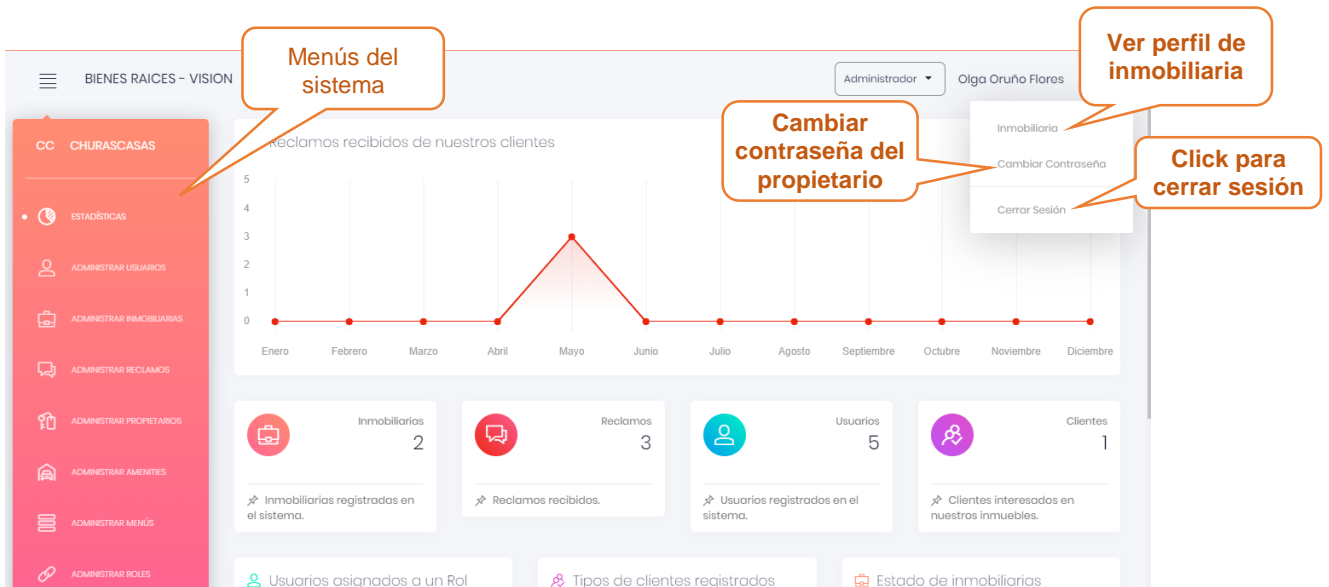 Menús del
sistema
Ver perfil de
inmobiliaria
BIENES RAICES - VISION
Administrador
Olga Oruño Flores
Cambiar
contraseña del
propietario
Click para
cerrar sesión
Inmobiliaria
Cambiar Contraseña
Cerrar Sesión
CC CHURASCASAS
ESTADÍSTICAS
ADMINISTRAR USUARIOS
ADMINISTRAR INMOBILIARIAS
ADMINISTRAR RECLAMOS
ADMINISTRAR PROPIETARIOS
ADMINISTRAR AMENITIES
ADMINISTRAR MENÚS
ADMINISTRAR ROLES
Reclamos recibidos de nuestros clientes
5
4
3
2
1
0
Enero Febrero Marzo Abril Mayo Junio Julio Agosto Septiembre Octubre Noviembre Diciembre
Inmobiliarias
2
Inmobiliarias registradas en
el sistema.
Reclamos
3
Reclamos recibidos.
Usuarios
5
Usuarios registrados en el
sistema.
Clientes
1
Clientes interesados en
nuestros inmuebles.
Usuarios asignados a un Rol
Tipos de clientes registrados
Estado de inmobiliarias